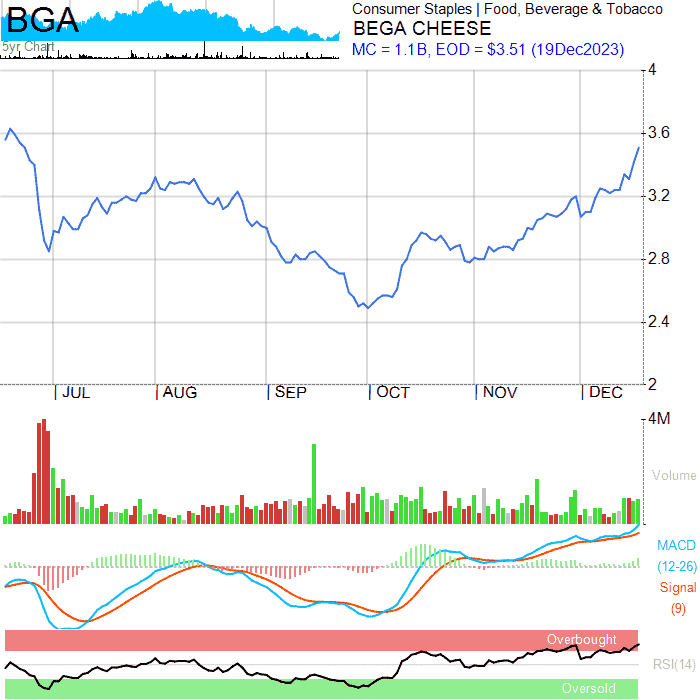 BGA
5yr Chart
Consumer Staples | Food, Beverage & Tobacco
BEGA CHEESE
MC = 1.1B, EOD = $3.51 (19Dec2023)
4
3.6
3.2
2.8
2.4
2
JUL AUG SEP OCT NOV DEC
4M
Volume
MACD
(12-26)
Signal
(9)
Overbought
RSI(14)
Oversold